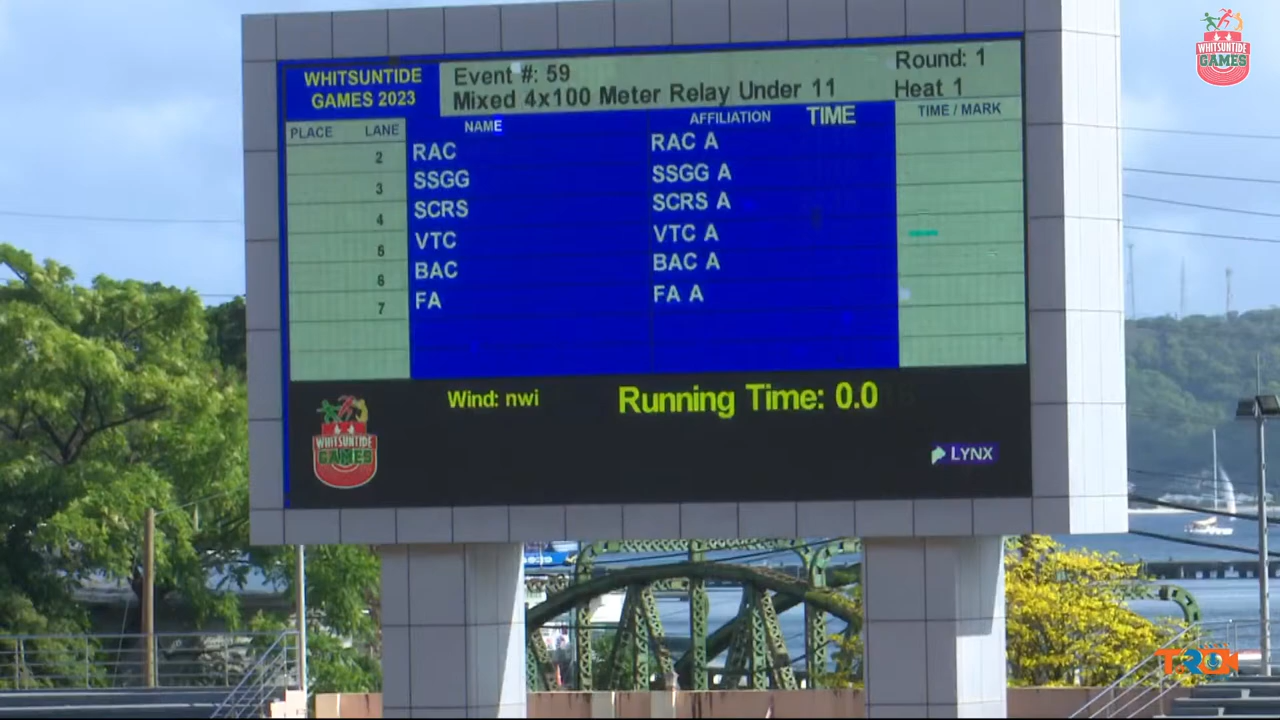 WHITSUNTIDE
GAMES
WHITSUNTIDE
GAMES 2023
Event #: 59
Mixed 4x100 Meter Relay Under 11
Round: 1
Heat 1
PLACE LANE NAME AFFILIATION TIME TIME / MARK
2 RAC RAC A
3 SSGG SSGG A
4 SCRS SCRS A
5 VTC VTC A
6 BAC BAC A
7 FA FA A
Wind: nwi Running Time: 0.0
WHITSUNTIDE
GAMES
LYNX